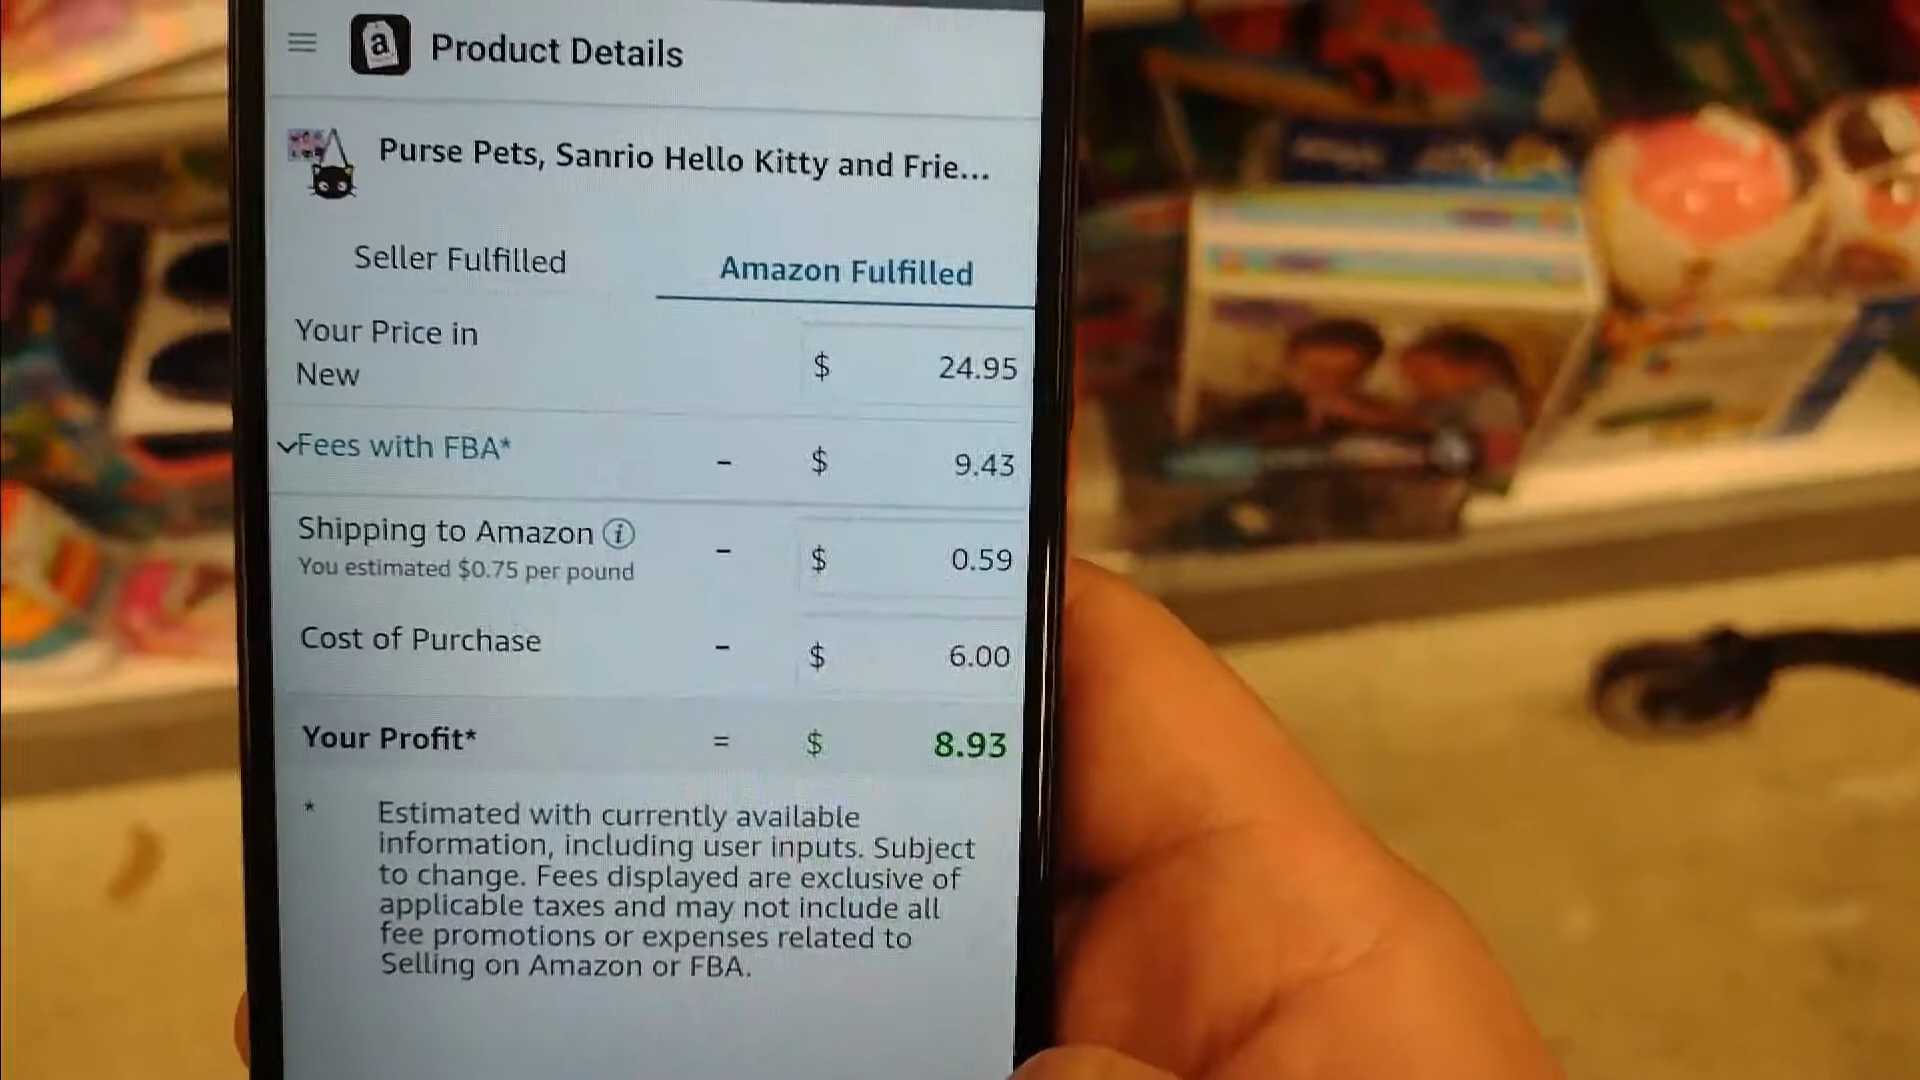 Product Details
Purse Pets, Sanrio Hello Kitty and Frie...
Seller Fulfilled
Amazon Fulfilled
Your Price in
New
$ 24.95
Fees with FBA* - $ 9.43
Shipping to Amazon - $ 0.59
You estimated $0.75 per pound
Cost of Purchase - $ 6.00
Your Profit* = $ 8.93
* Estimated with currently available
information, including user inputs. Subject
to change. Fees displayed are exclusive of
applicable taxes and may not include all
fee promotions or expenses related to
Selling on Amazon or FBA.